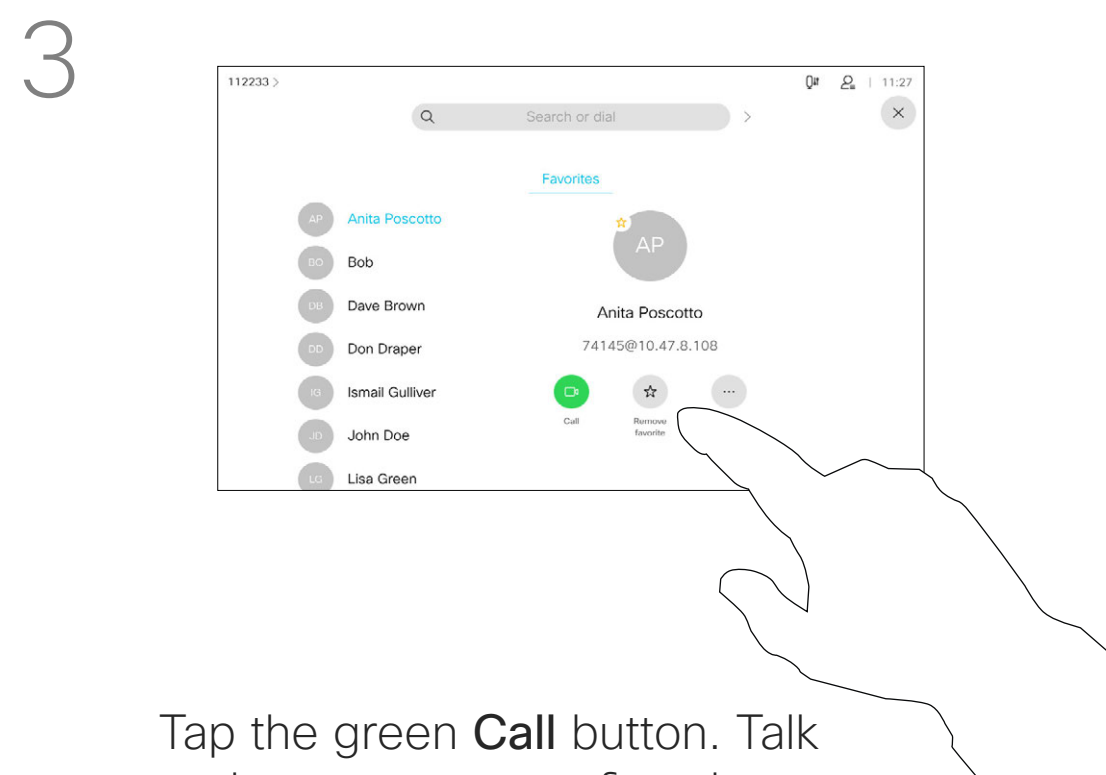 3
112233 >
11:27
Search or dial
Favorites
AP
Anita Poscotto
AP
BO
Bob
DB
Dave Brown
Anita Poscotto
DD
Don Draper
74145@10.47.8.108
IG
Ismail Gulliver
Call
Remove
favorite
JD
John Doe
LG
Lisa Green
Tap the green Call button. Talk